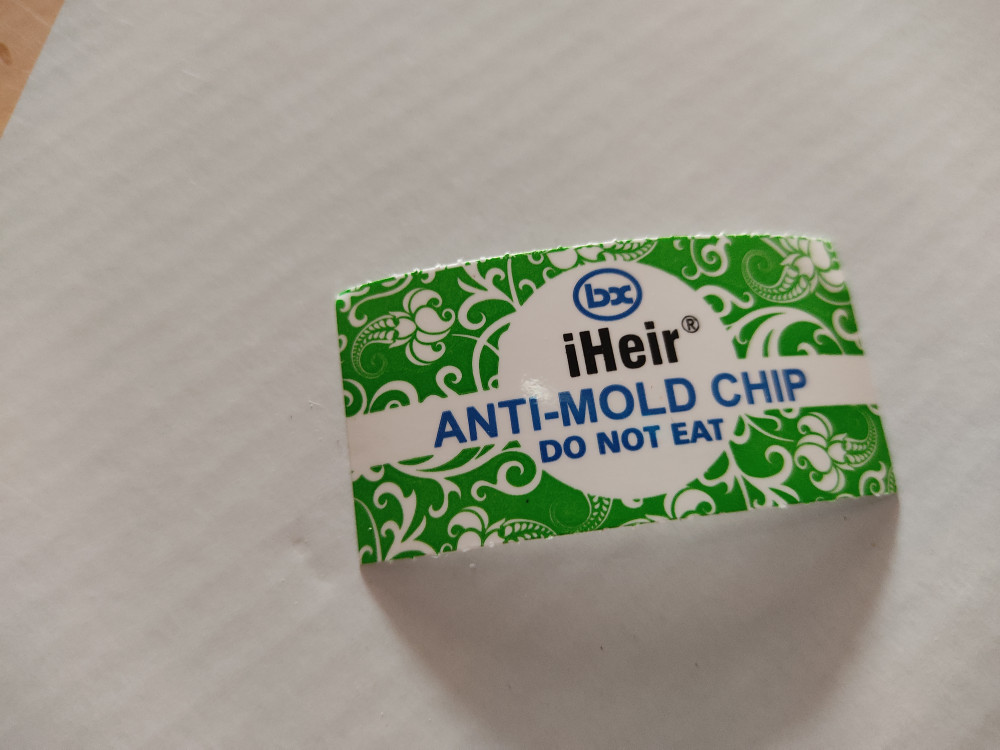 bx
iHeir®
ANTI-MOLD CHIP
DO NOT EAT